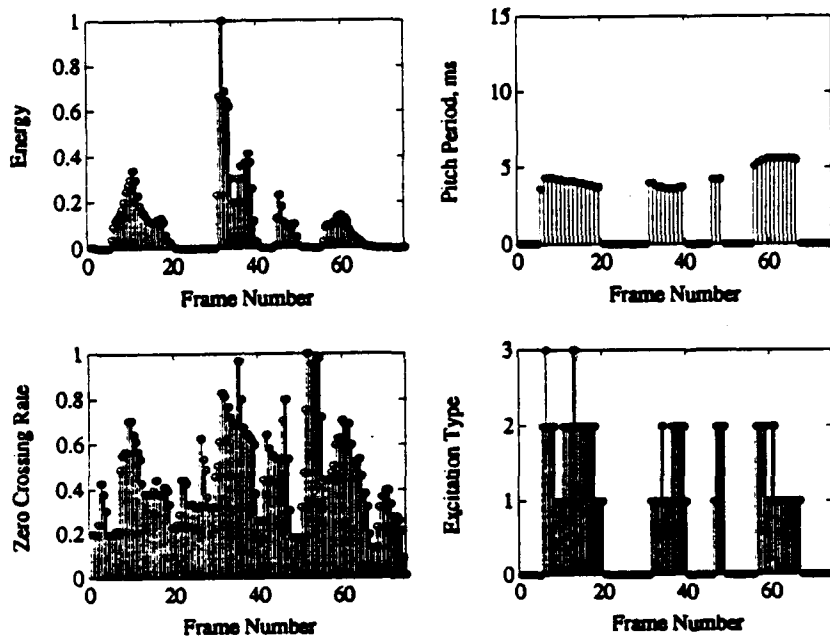 1
0.8
0.6
0.4
0.2
0
Energy
0 20 40 60
Frame Number
15
10
5
0
Pitch Period, ms
0 20 40 60
Frame Number
1
0.8
0.6
0.4
0.2
0
Zero Crossing Rate
0 20 40 60
Frame Number
3
2
1
0
Excitation Type
0 20 40 60
Frame Number